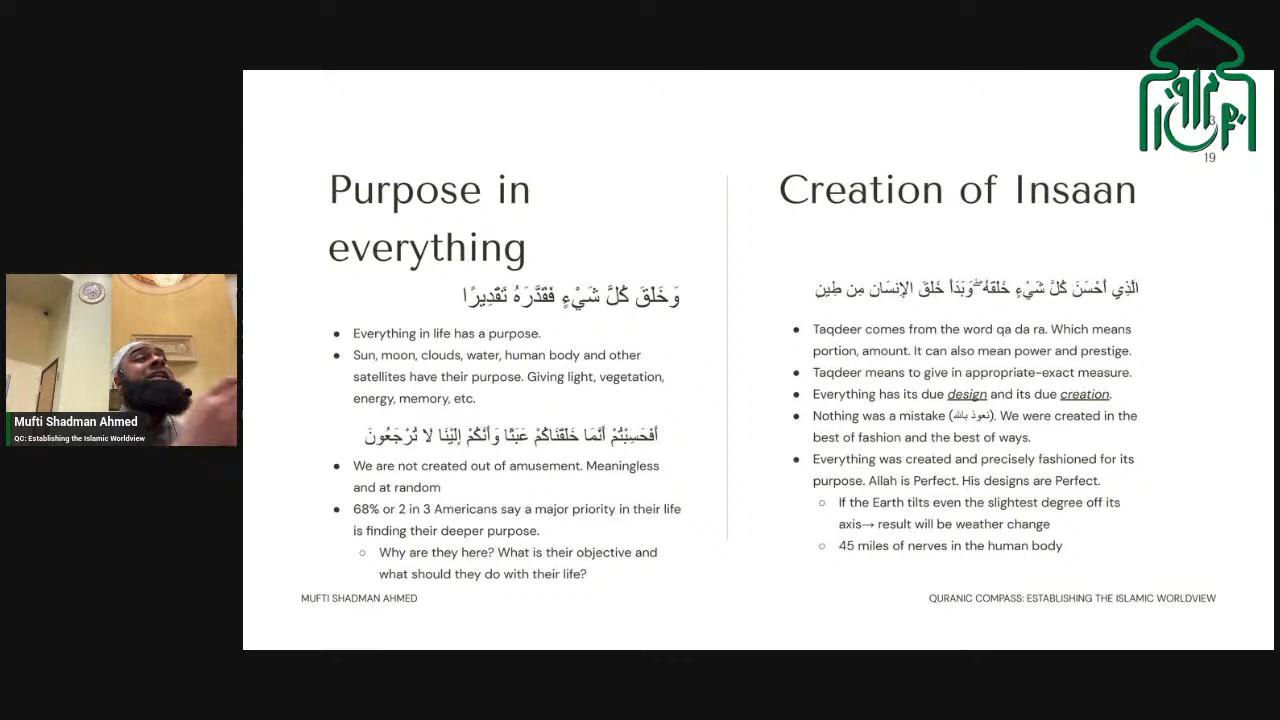 3
19
Purpose in
everything
وَخَلَقَ كُلَّ شَيْءٍ فَقَدَّرَهُ تَقْدِيرًا
● Everything in life has a purpose.
● Sun, moon, clouds, water, human body and other
satellites have their purpose. Giving light, vegetation,
energy, memory, etc.
أَفَحَسِبْتُمْ أَنَّمَا خَلَقْنَاكُمْ عَبَثًا وَأَنَّكُمْ إِلَيْنَا لَا تُرْجَعُونَ
● We are not created out of amusement. Meaningless
and at random
● 68% or 2 in 3 Americans say a major priority in their life
is finding their deeper purpose.
○ Why are they here? What is their objective and
what should they do with their life?
Creation of Insaan
الَّذِي أَحْسَنَ كُلَّ شَيْءٍ خَلَقَهُ ۖ وَبَدَأَ خَلْقَ الْإِنسَانِ مِن طِينٍ
● Taqdeer comes from the word qa da ra. Which means
portion, amount. It can also mean power and prestige.
● Taqdeer means to give in appropriate-exact measure.
● Everything has its due design and its due creation.
● Nothing was a mistake (نعوذ بالله). We were created in the
best of fashion and the best of ways.
● Everything was created and precisely fashioned for its
purpose. Allah is Perfect. His designs are Perfect.
○ If the Earth tilts even the slightest degree off its
axis→ result will be weather change
○ 45 miles of nerves in the human body
MUFTI SHADMAN AHMED
QURANIC COMPASS: ESTABLISHING THE ISLAMIC WORLDVIEW
Mufti Shadman Ahmed
QC: Establishing the Islamic Worldview